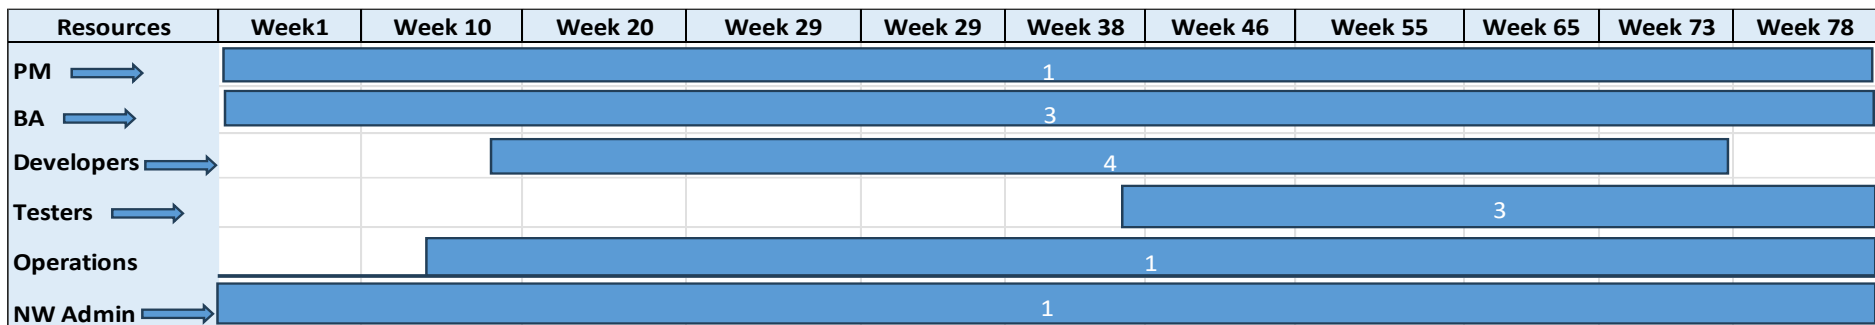 Resources Week1 Week 10 Week 20 Week 29 Week 29 Week 38 Week 46 Week 55 Week 65 Week 73 Week 78
PM 1
BA 3
Developers 4
Testers 3
Operations 1
NW Admin 1